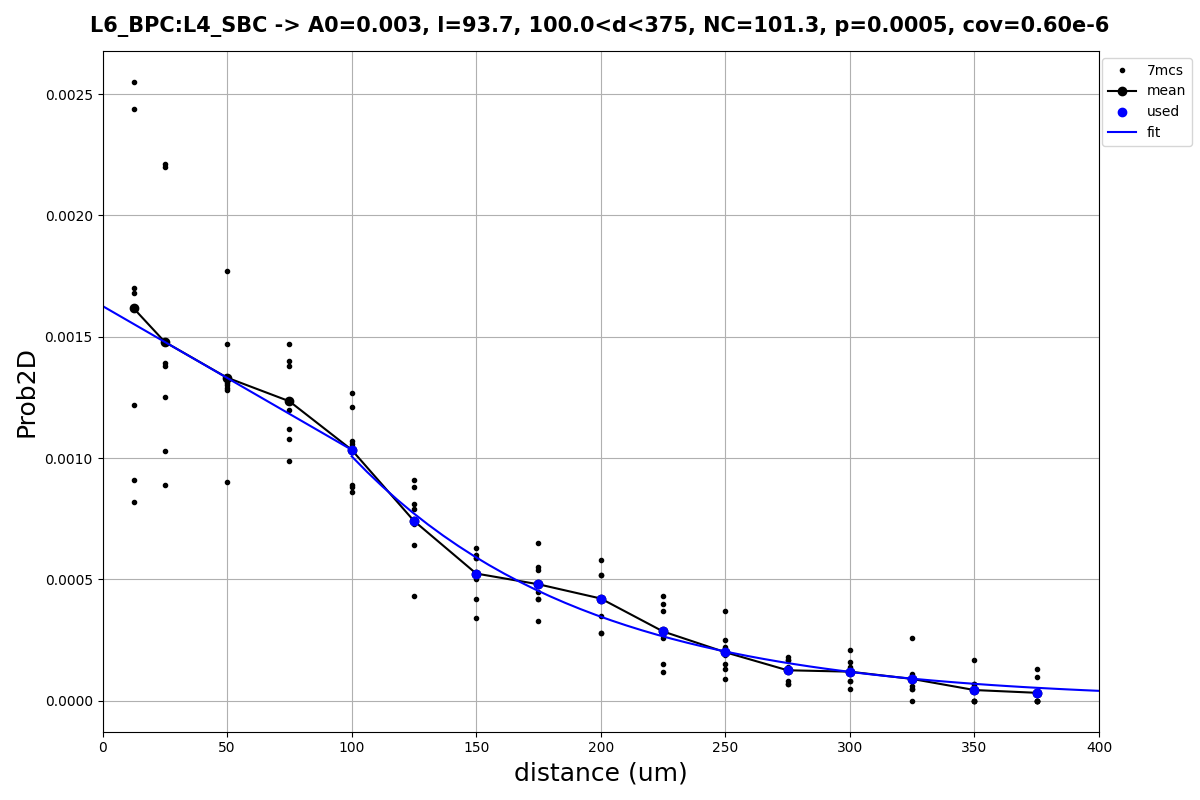 L6_BPC:L4_SBC -> A0=0.003, l=93.7, 100.0<d<375, NC=101.3, p=0.0005, cov=0.60e-6
7mcs
mean
used
fit
0.0025
0.0020
0.0015
0.0010
0.0005
0.0000
Prob2D
0 50 100 150 200 250 300 350 400
distance (um)